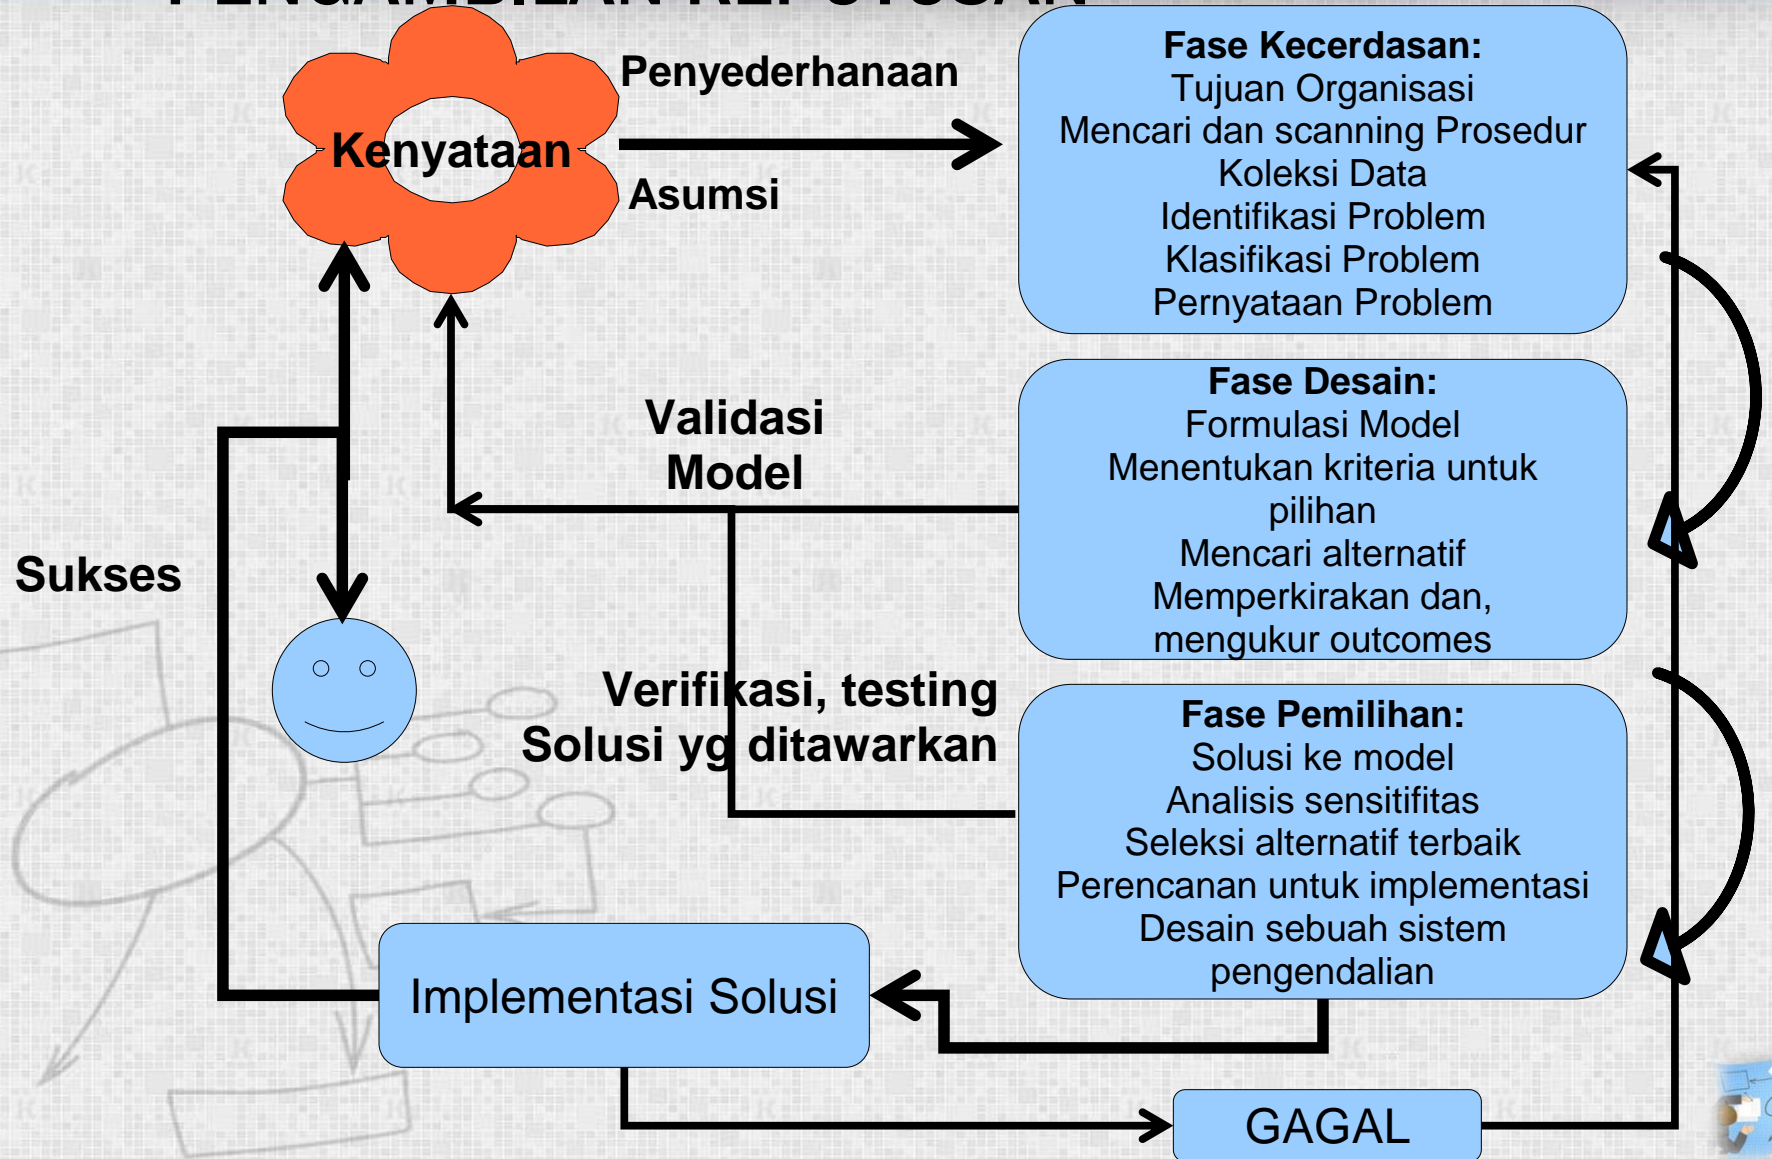 PENGAMBILAN KEPUTUSAN
Kenyataan
Penyederhanaan
Asumsi
Fase Kecerdasan:
Tujuan Organisasi
Mencari dan scanning Prosedur
Koleksi Data
Identifikasi Problem
Klasifikasi Problem
Pernyataan Problem
Validasi
Model
Fase Desain:
Formulasi Model
Menentukan kriteria untuk
pilihan
Mencari alternatif
Memperkirakan dan,
mengukur outcomes
Sukses
Verifikasi, testing
Solusi yg ditawarkan
Fase Pemilihan:
Solusi ke model
Analisis sensitifitas
Seleksi alternatif terbaik
Perencanan untuk implementasi
Desain sebuah sistem
pengendalian
Implementasi Solusi
GAGAL